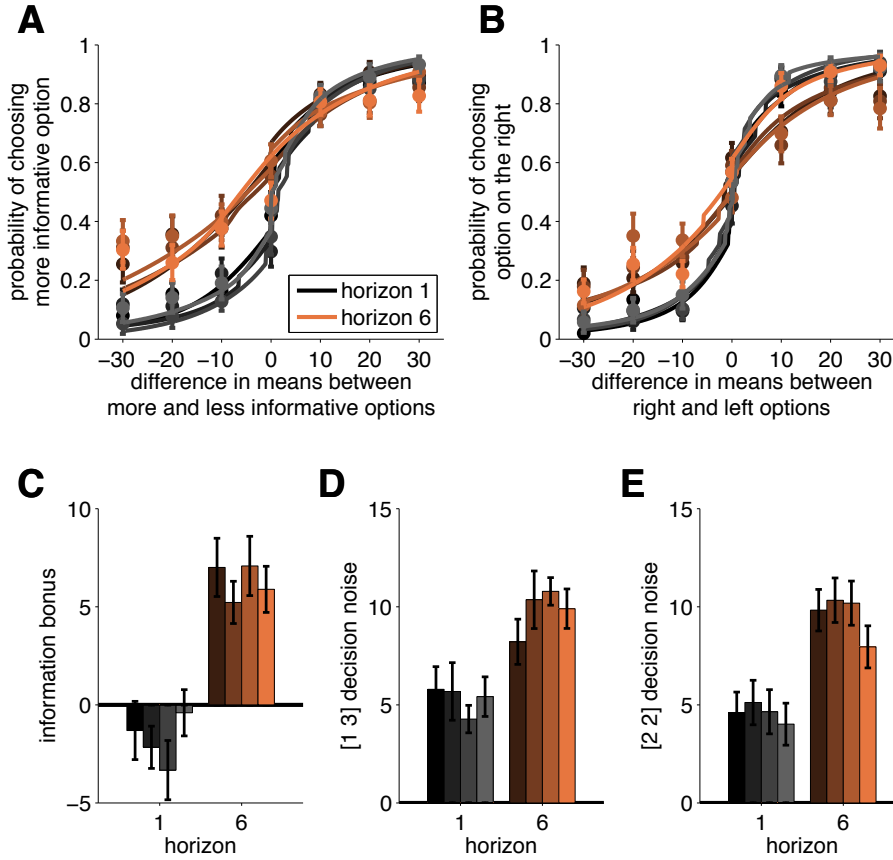 A
probability of choosing
more informative option
1
0.8
0.6
0.4
0.2
0
−30 −20 −10 0 10 20 30
difference in means between
more and less informative options
horizon 1
horizon 6
B
probability of choosing
option on the right
1
0.8
0.6
0.4
0.2
0
−30 −20 −10 0 10 20 30
difference in means between
right and left options
C
information bonus
10
5
0
−5
1 6
horizon
D
[1 3] decision noise
15
10
5
0
1 6
horizon
E
[2 2] decision noise
15
10
5
0
1 6
horizon